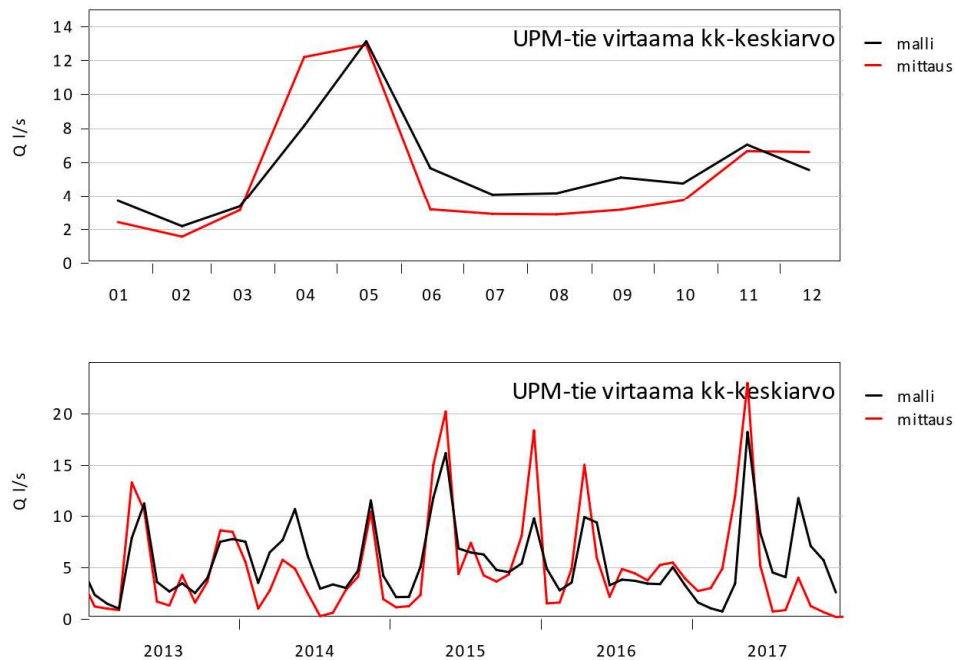 UPM-tie virtaama kk-keskiarvo
malli
mittaus
Q l/s
14
12
10
8
6
4
2
0
01 02 03 04 05 06 07 08 09 10 11 12
UPM-tie virtaama kk-keskiarvo
malli
mittaus
Q l/s
20
15
10
5
0
2013 2014 2015 2016 2017